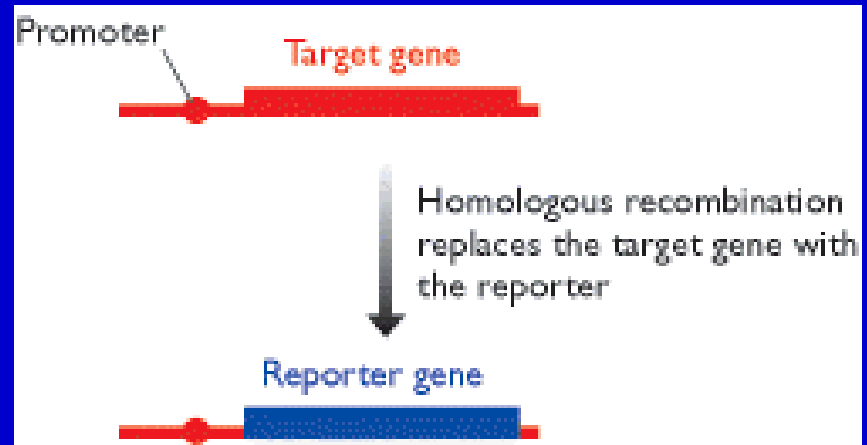 Promoter
Target gene
Homologous recombination
replaces the target gene with
the reporter
Reporter gene